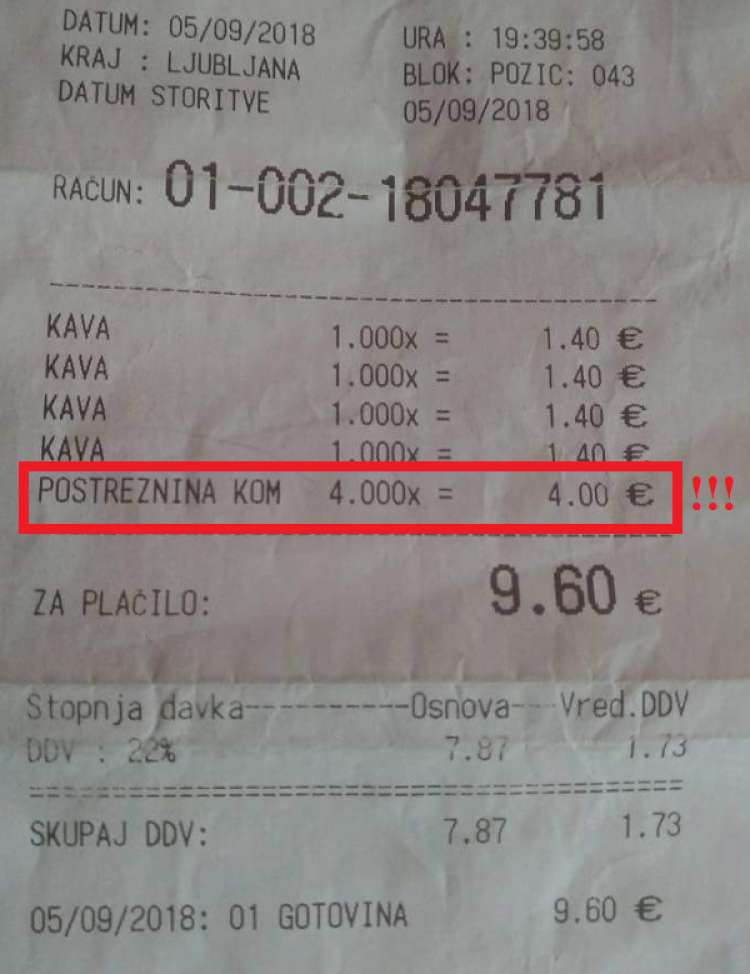 DATUM: 05/09/2018 URA : 19:39:58
KRAJ : LJUBLJANA BLOK: POZIC: 043
DATUM STORITVE 05/09/2018
RAČUN: 01-002-18047781
KAVA 1.000x = 1.40 €
KAVA 1.000x = 1.40 €
KAVA 1.000x = 1.40 €
KAVA 1.000x = 1.40 €
POSTREZNINA KOM 4.000x = 4.00 € !!!
ZA PLAČILO: 9.60 €
Stopnja davka----------Osnova---Vred.DDV
DDV : 22% 7.87 1.73
SKUPAJ DDV: 7.87 1.73
05/09/2018: 01 GOTOVINA 9.60 €